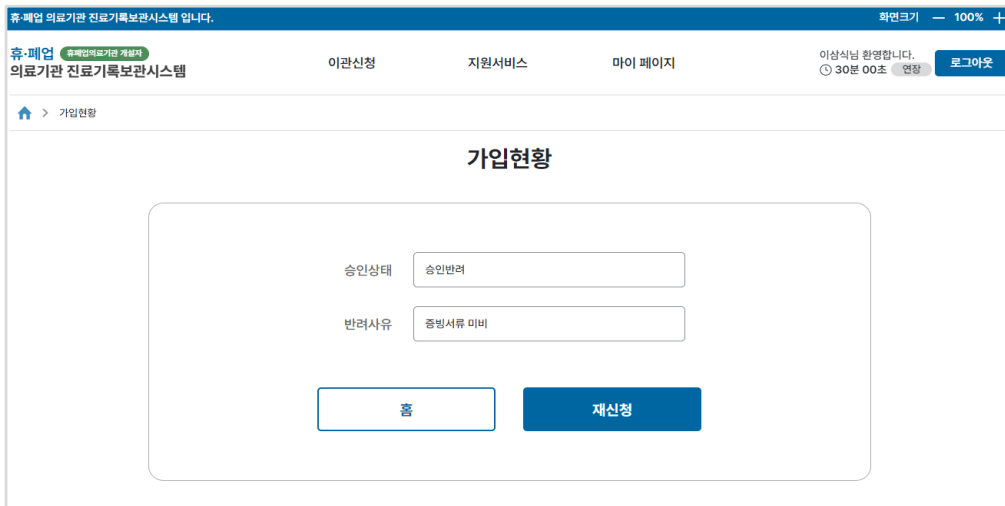 휴·폐업 의료기관 진료기록보관시스템 입니다.
화면크기 — 100% +
휴·폐업 휴폐업의료기관 개설자
의료기관 진료기록보관시스템
이관신청 지원서비스 마이 페이지
이삼식님 환영합니다.
30분 00초 연장
로그아웃
> 가입현황
가입현황
승인상태 승인반려
반려사유 증빙서류 미비
홈 재신청